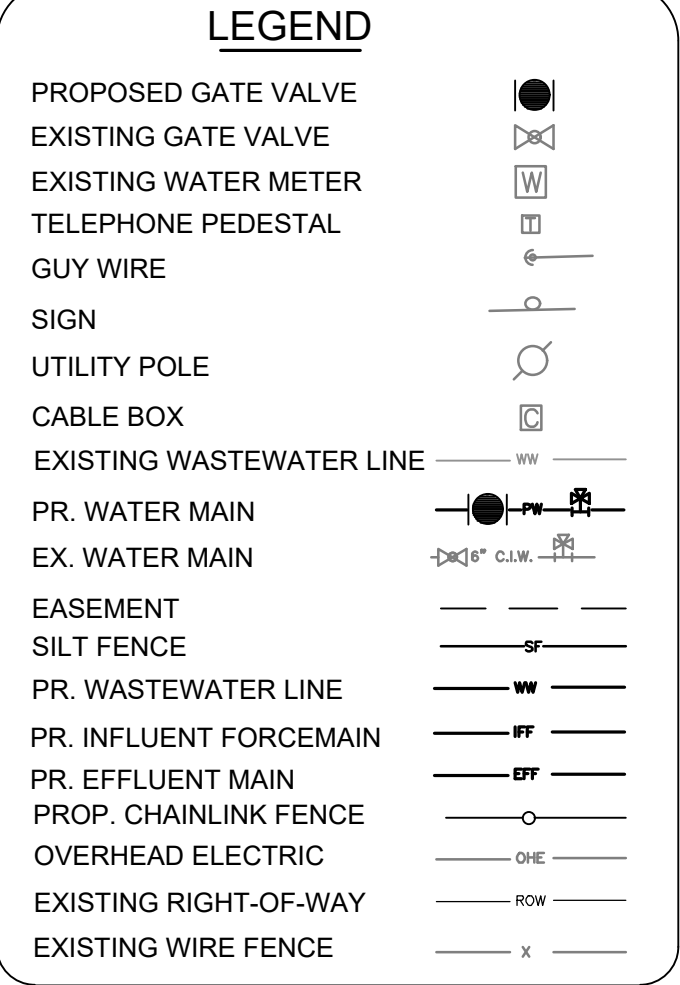 LEGEND
PROPOSED GATE VALVE
EXISTING GATE VALVE
EXISTING WATER METER W
TELEPHONE PEDESTAL T
GUY WIRE
SIGN
UTILITY POLE
CABLE BOX C
EXISTING WASTEWATER LINE WW
PR. WATER MAIN PW
EX. WATER MAIN 6" C.I.W.
EASEMENT
SILT FENCE SF
PR. WASTEWATER LINE WW
PR. INFLUENT FORCEMAIN IFF
PR. EFFLUENT MAIN EFF
PROP. CHAINLINK FENCE
OVERHEAD ELECTRIC OHE
EXISTING RIGHT-OF-WAY ROW
EXISTING WIRE FENCE X